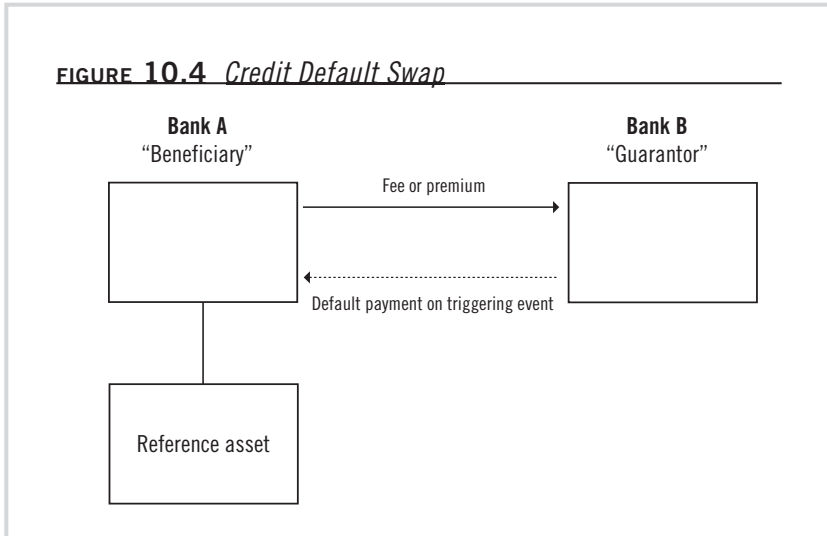 FIGURE 10.4 Credit Default Swap
Bank A
“Beneficiary”
Bank B
“Guarantor”
Fee or premium
Default payment on triggering event
Reference asset